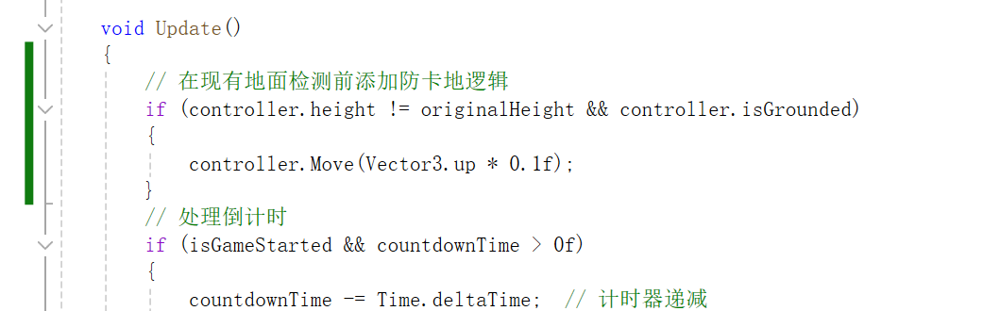 void Update()
{
// 在现有地面检测前添加防卡地逻辑
if (controller.height != originalHeight && controller.isGrounded)
{
controller.Move(Vector3.up * 0.1f);
}
// 处理倒计时
if (isGameStarted && countdownTime > 0f)
{
countdownTime -= Time.deltaTime;  // 计时器递减